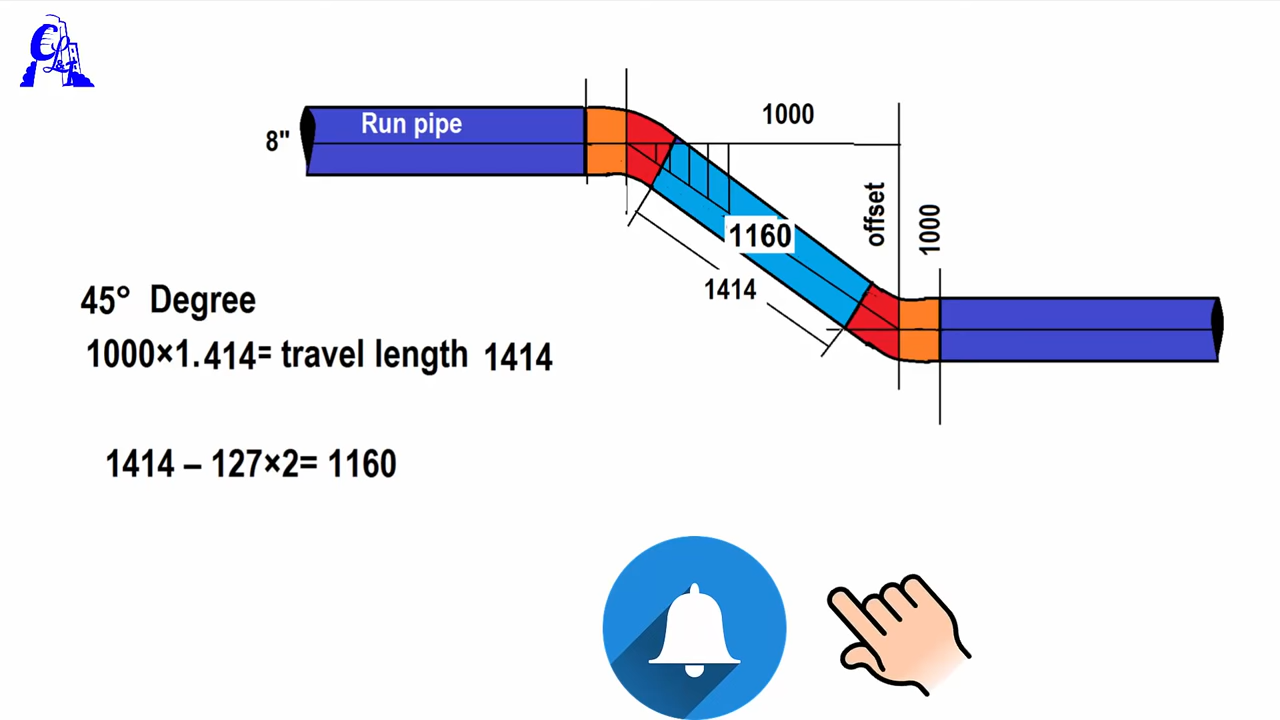 CL&T
1000
8" Run pipe
offset
1000
1160
1414
45° Degree
1000×1.414= travel length 1414
1414 – 127×2= 1160